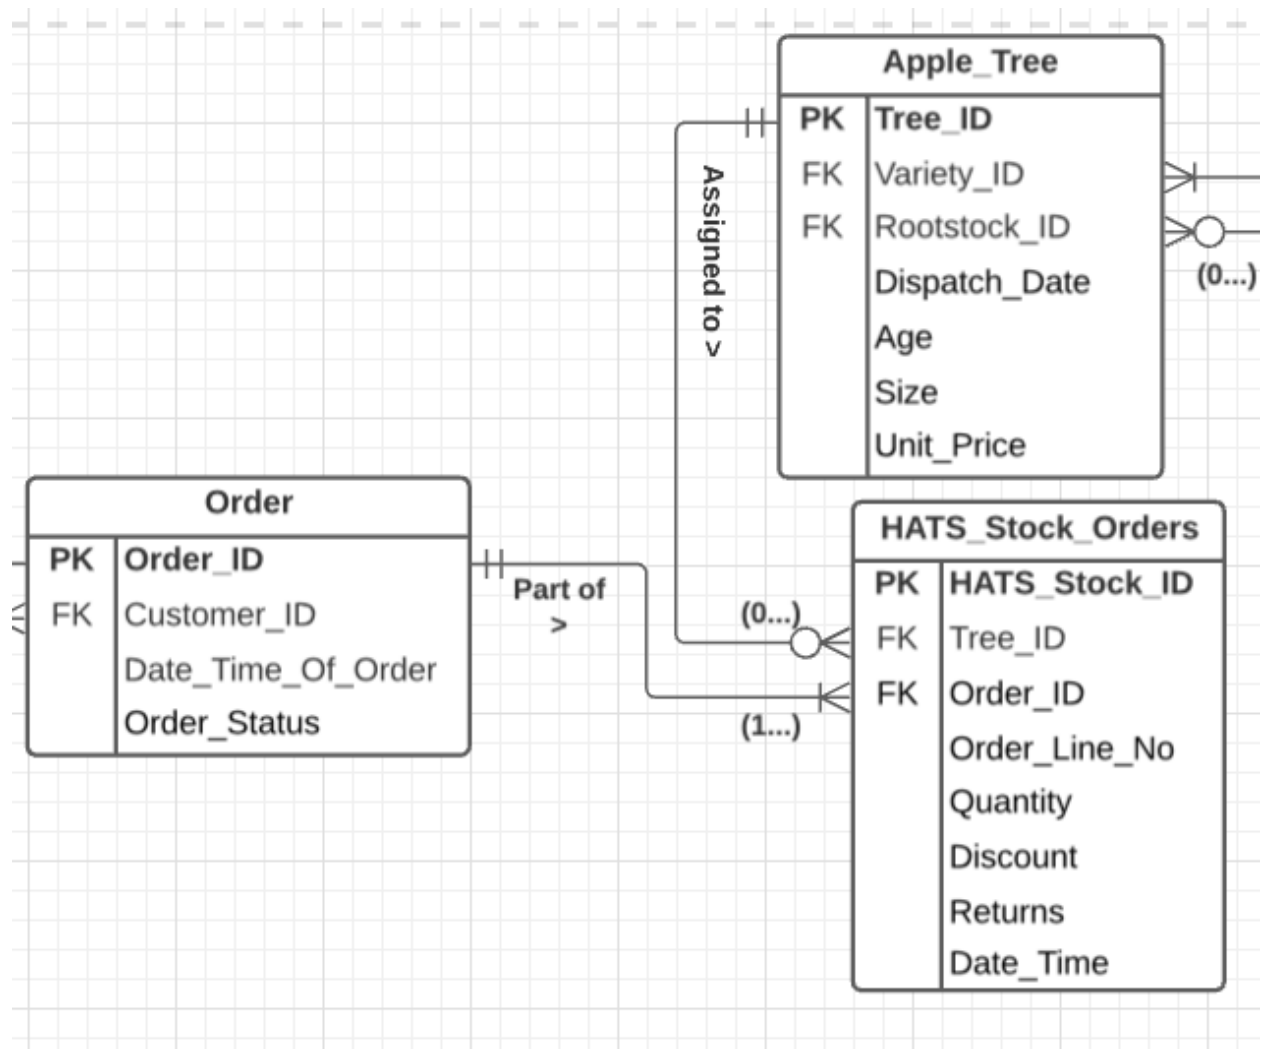 Apple_Tree
PK Tree_ID
FK Variety_ID
FK Rootstock_ID
Dispatch_Date
Age
Size
Unit_Price
(0...)
Assigned to >
Order
PK Order_ID
FK Customer_ID
Date_Time_Of_Order
Order_Status
Part of
>
(0...)
(1...)
HATS_Stock_Orders
PK HATS_Stock_ID
FK Tree_ID
FK Order_ID
Order_Line_No
Quantity
Discount
Returns
Date_Time